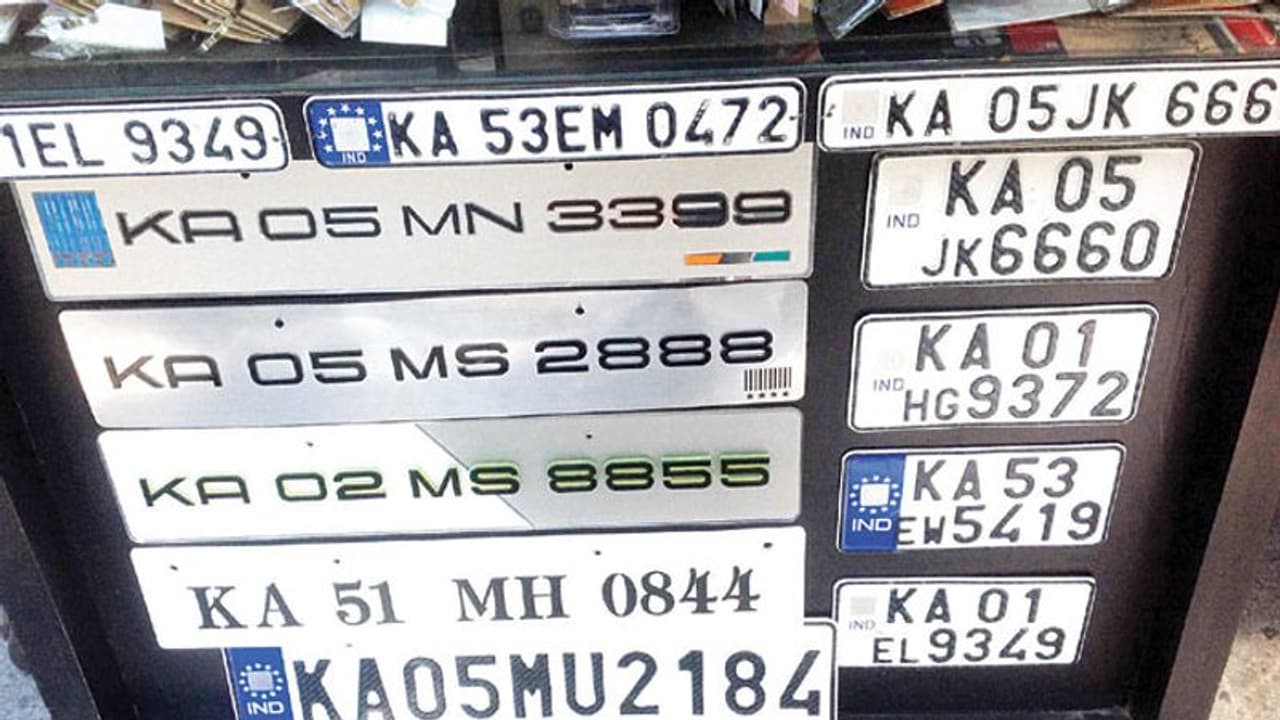 1EL 9349
IND
KA 53EM 0472
IND
KA 05JK 666
KA 05 MN 3399
KA 05 MS 2888
KA 02 MS 8855
KA 51 MH 0844
IND
KA05MU2184
IND
KA 05
JK6660
IND
KA 01
HG9372
IND
KA 53
EW5419
IND
KA 01
EL9349